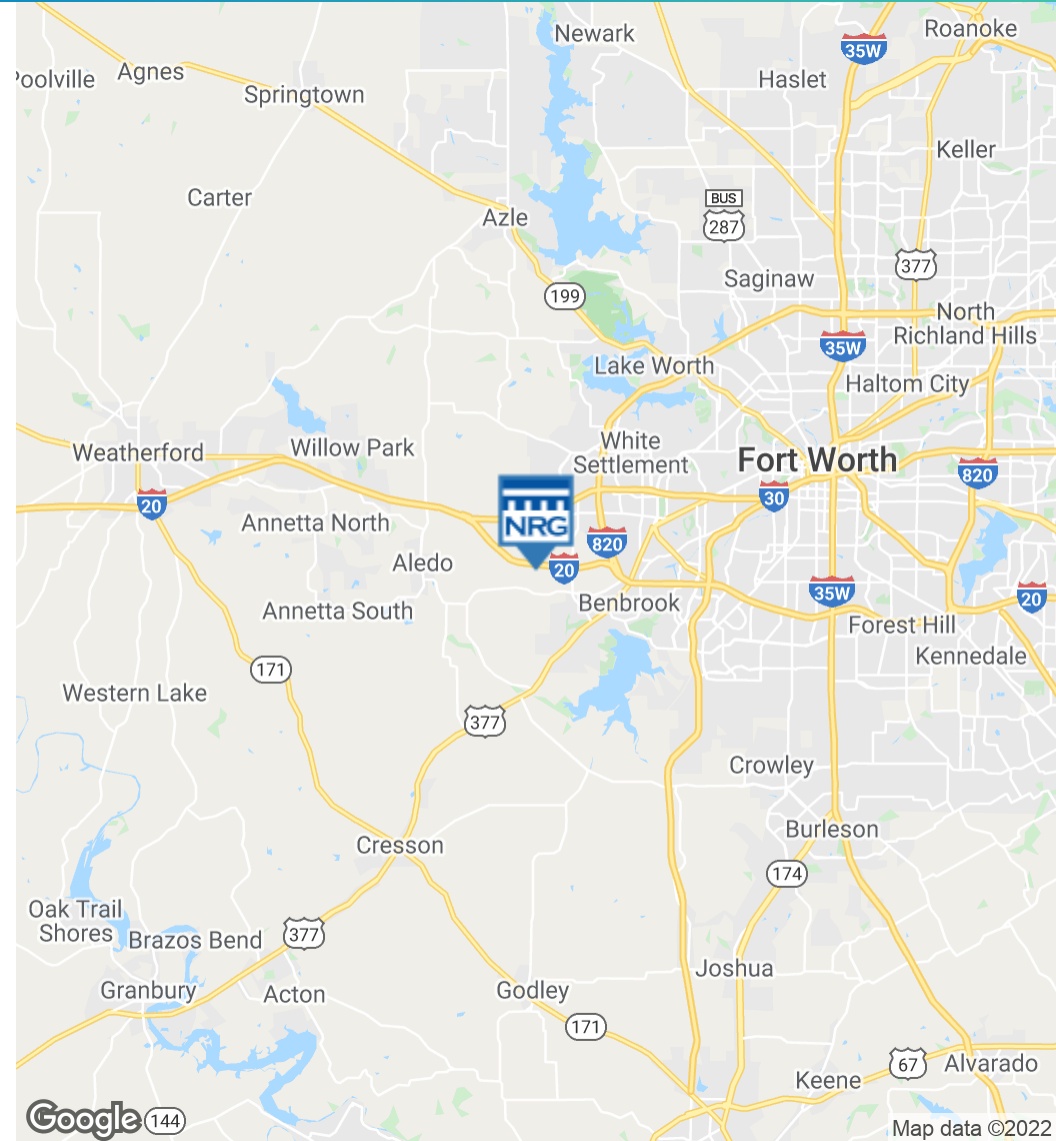 Newark
Roanoke
35W
Poolville
Agnes
Haslet
Springtown
Keller
Carter
BUS
287
Azle
377
Saginaw
199
North
Richland Hills
35W
Lake Worth
Haltom City
White
Settlement
Weatherford
Willow Park
Fort Worth
820
30
20
NRG
Annetta North
820
Aledo
20
35W
20
Benbrook
Annetta South
Forest Hill
Kennedale
171
Western Lake
377
Crowley
Burleson
Cresson
174
Oak Trail
Shores
Brazos Bend
377
Joshua
Granbury
Acton
Godley
171
67
Alvarado
Keene
Google
144
Map data ©2022